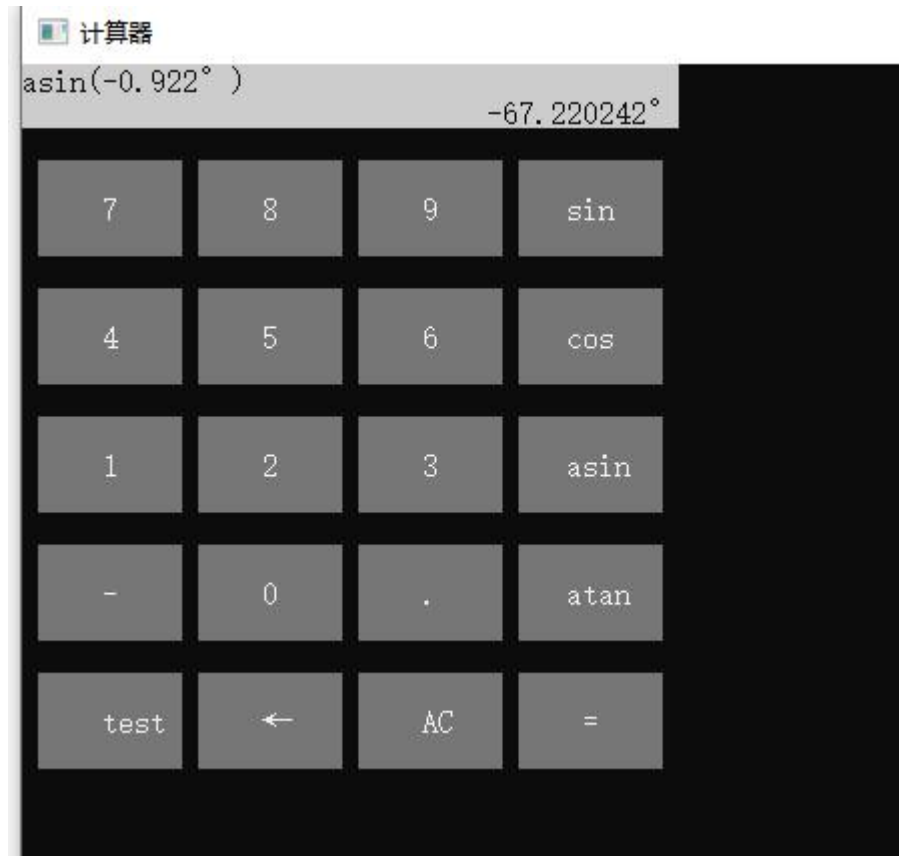 计算器
asin(-0.922°)
-67.220242°
7 8 9 sin
4 5 6 cos
1 2 3 asin
- 0 . atan
test ← AC =